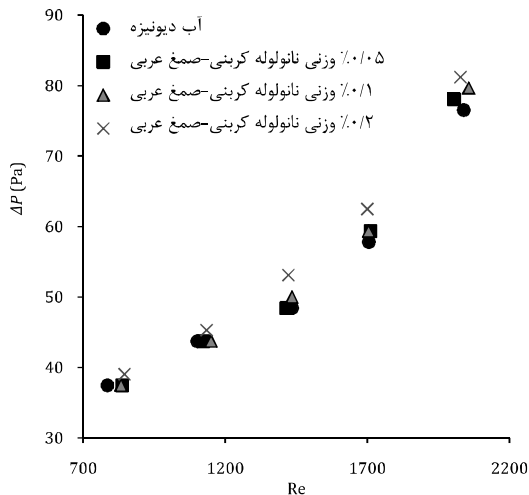 90
80
70
60
50
40
30
ΔP (Pa)
آب دیونیزه
٪۰/۰۵ وزنی نانولوله کربنی-صمغ عربی
٪۰/۱ وزنی نانولوله کربنی-صمغ عربی
٪۰/۲ وزنی نانولوله کربنی-صمغ عربی
700 1200 1700 2200
Re